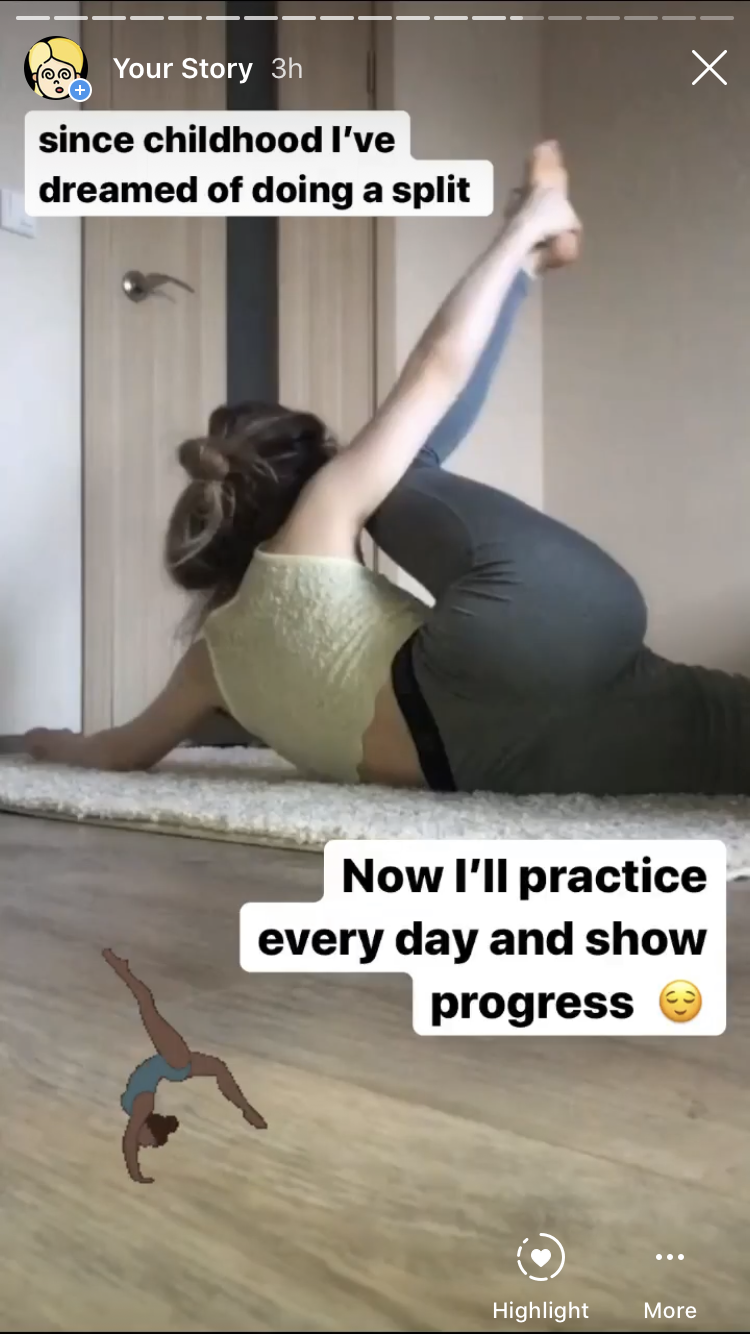 Your Story 3h
since childhood I’ve
dreamed of doing a split
Now I’ll practice
every day and show
progress 😌
Highlight
More